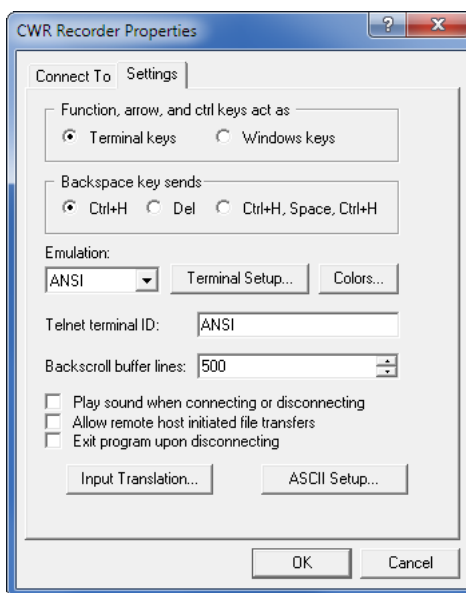 CWR Recorder Properties
Connect To Settings
Function, arrow, and ctrl keys act as
Terminal keys Windows keys
Backspace key sends
Ctrl+H Del Ctrl+H, Space, Ctrl+H
Emulation:
ANSI Terminal Setup... Colors...
Telnet terminal ID: ANSI
Backscroll buffer lines: 500
Play sound when connecting or disconnecting
Allow remote host initiated file transfers
Exit program upon disconnecting
Input Translation... ASCII Setup...
OK Cancel